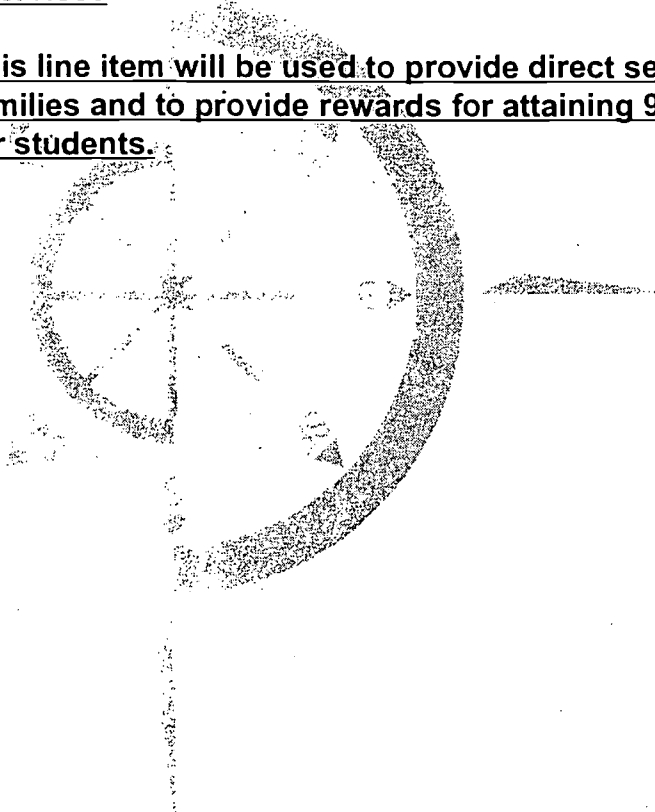 is line item will be used to provide direct se
milies and to provide rewards for attaining 9
r students.